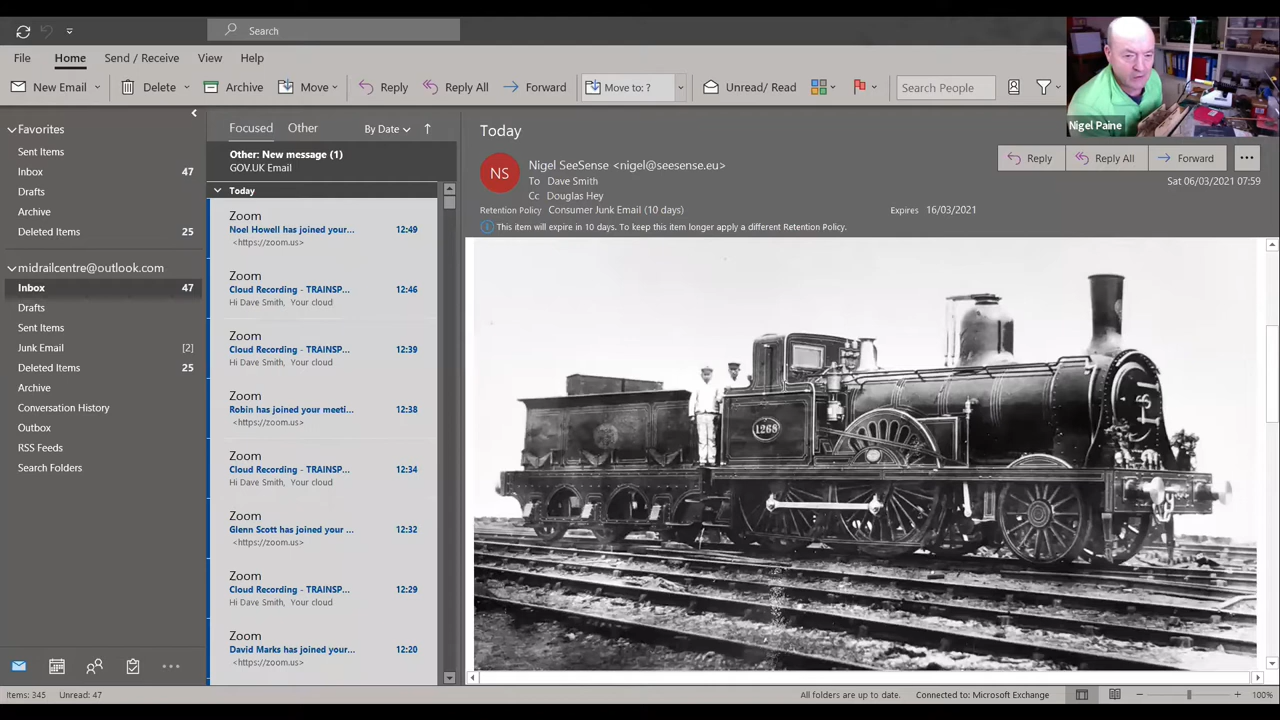 Search
File Home Send / Receive View Help
New Email Delete Archive Move Reply Reply All Forward Move to: ? Unread/ Read Search People
Nigel Paine
Favorites
Sent Items
Inbox 47
Drafts
Archive
Deleted Items 25
midrailcentre@outlook.com
Inbox 47
Drafts
Sent Items
Junk Email [2]
Deleted Items 25
Archive
Conversation History
Outbox
RSS Feeds
Search Folders
Focused Other By Date
Other: New message (1)
GOV.UK Email
Today
Zoom
Noel Howell has joined your... 12:49
<https://zoom.us>
Zoom
Cloud Recording - TRAINSP... 12:46
Hi Dave Smith, Your cloud
Zoom
Cloud Recording - TRAINSP... 12:39
Hi Dave Smith, Your cloud
Zoom
Robin has joined your meeti... 12:38
<https://zoom.us>
Zoom
Cloud Recording - TRAINSP... 12:34
Hi Dave Smith, Your cloud
Zoom
Glenn Scott has joined your ... 12:32
<https://zoom.us>
Zoom
Cloud Recording - TRAINSP... 12:29
Hi Dave Smith, Your cloud
Zoom
David Marks has joined your... 12:20
<https://zoom.us>
Today
NS
Nigel SeeSense <nigel@seesense.eu>
To Dave Smith
Cc Douglas Hey
Reply Reply All Forward
Sat 06/03/2021 07:59
Retention Policy Consumer Junk Email (10 days) Expires 16/03/2021
This item will expire in 10 days. To keep this item longer apply a different Retention Policy.
1268
Items: 345 Unread: 47 All folders are up to date. Connected to: Microsoft Exchange 100%